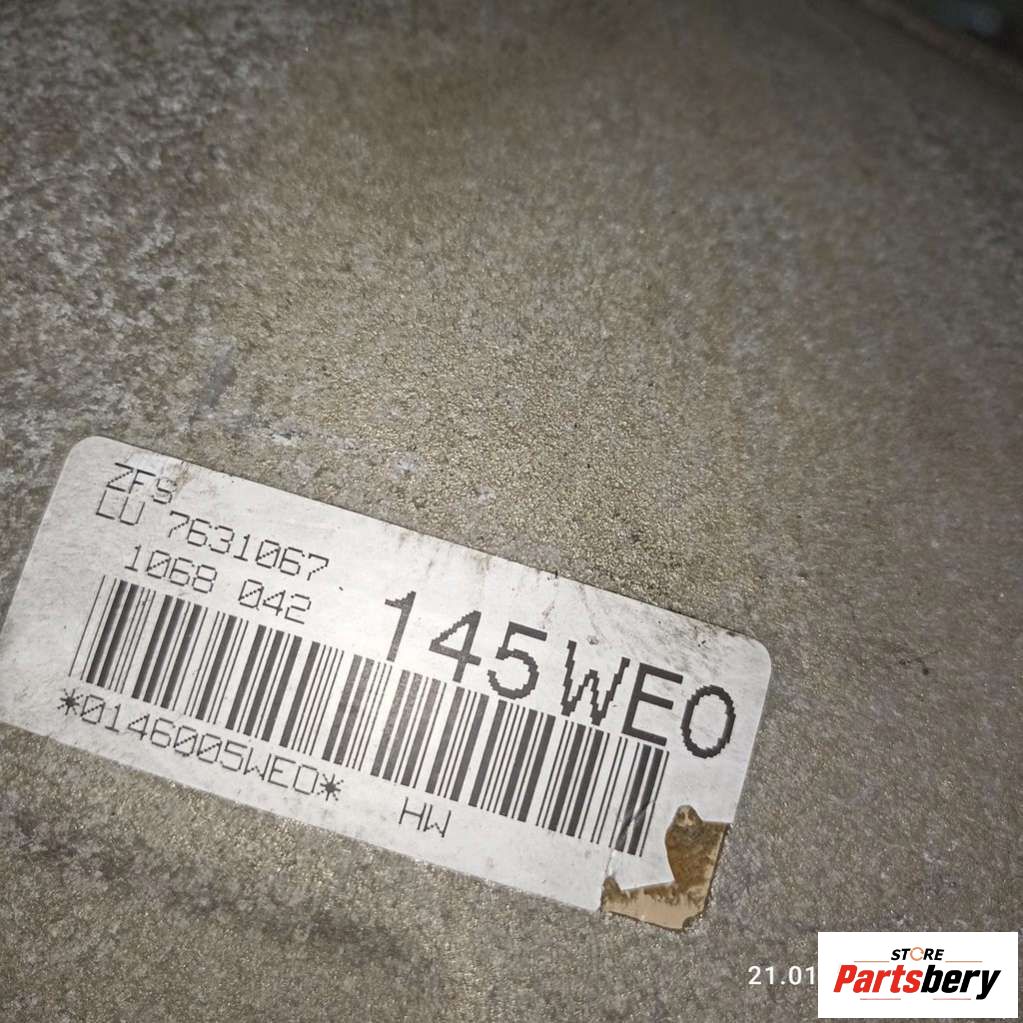 ZFS
LU 7631067
1068 042
145WEO
*0146005WEO*
HW
21.01
STORE
Partsbery